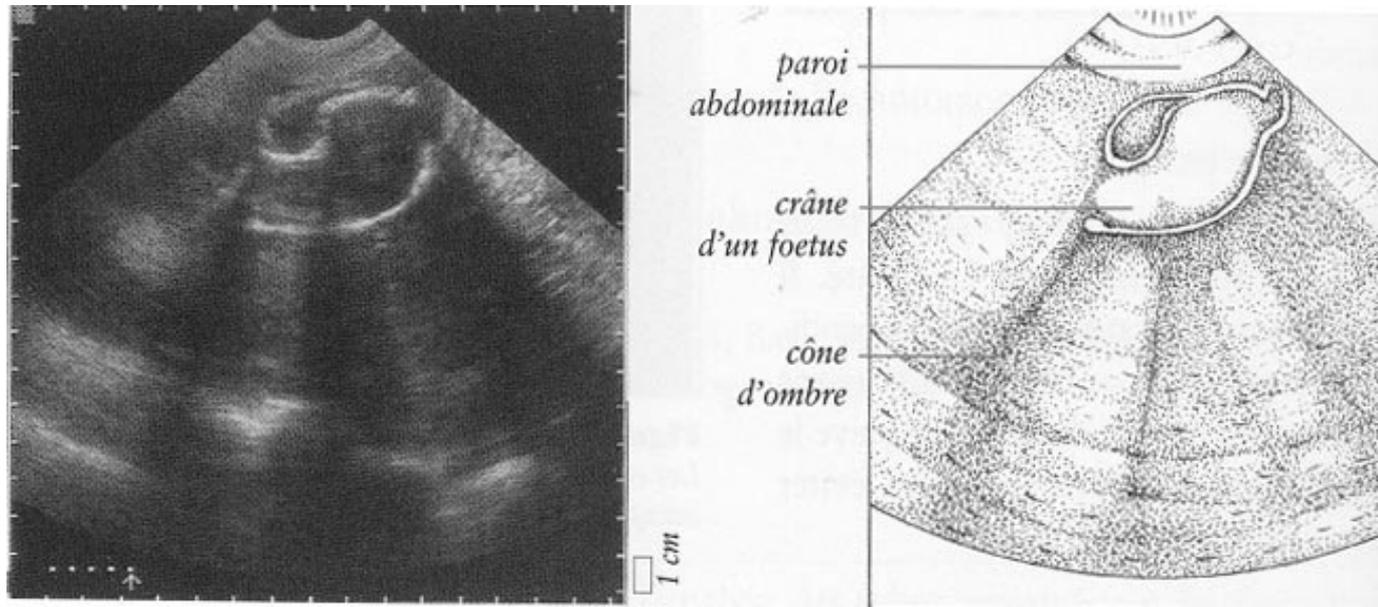 paroi
abdominale
crâne
d'un foetus
cône
d'ombre
1 cm